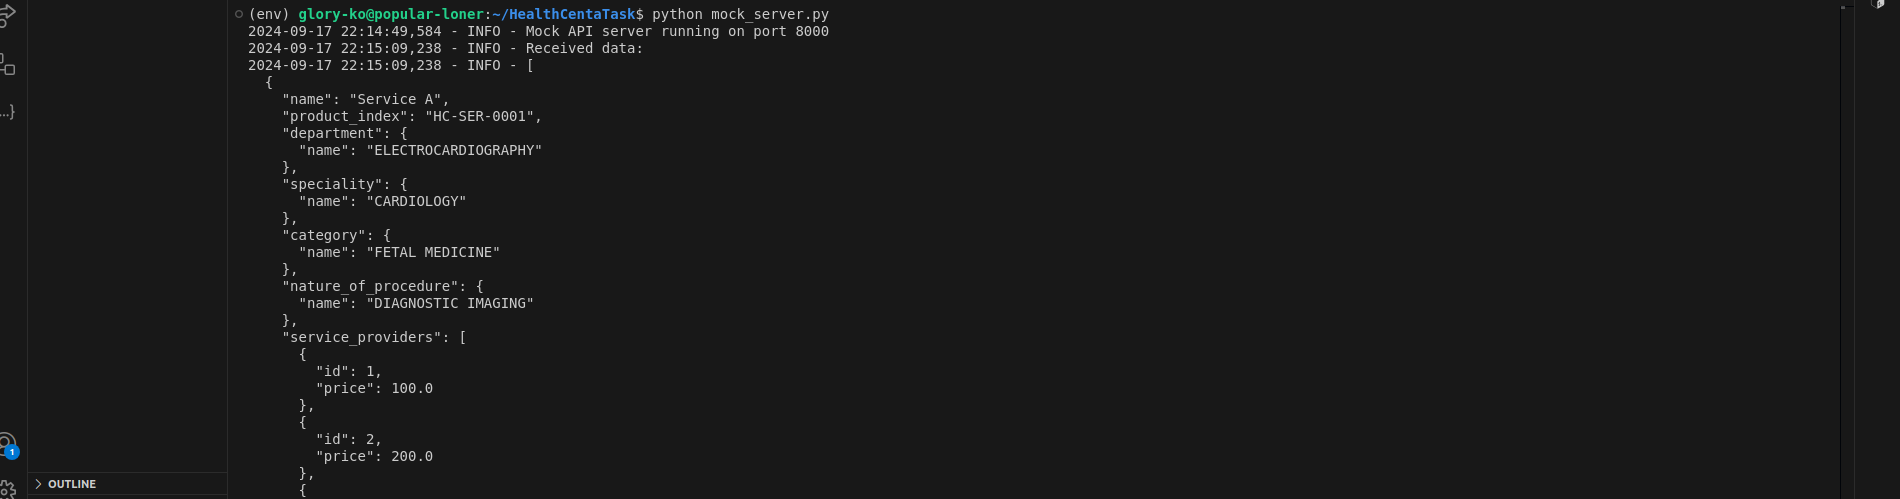 (env) glory-ko@popular-loner:~/HealthCentaTask$ python mock_server.py
2024-09-17 22:14:49,584 - INFO - Mock API server running on port 8000
2024-09-17 22:15:09,238 - INFO - Received data:
2024-09-17 22:15:09,238 - INFO - [
  {
    "name": "Service A",
    "product_index": "HC-SER-0001",
    "department": {
      "name": "ELECTROCARDIOGRAPHY"
    },
    "speciality": {
      "name": "CARDIOLOGY"
    },
    "category": {
      "name": "FETAL MEDICINE"
    },
    "nature_of_procedure": {
      "name": "DIAGNOSTIC IMAGING"
    },
    "service_providers": [
      {
        "id": 1,
        "price": 100.0
      },
      {
        "id": 2,
        "price": 200.0
      },
      {
...}
1
OUTLINE